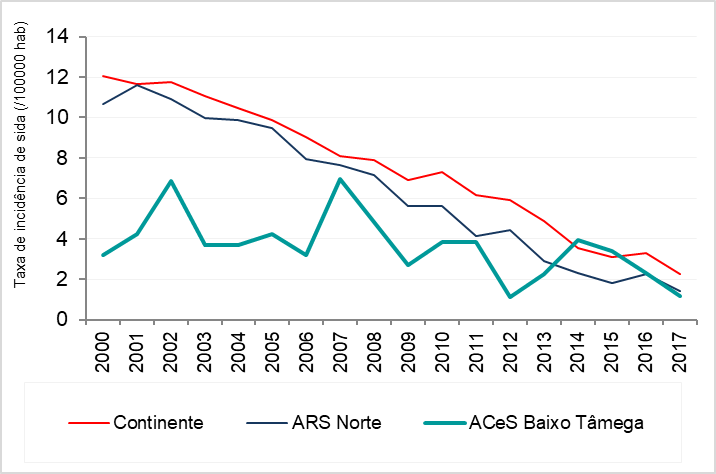 Taxa de incidência de sida (/100000 hab)
14
12
10
8
6
4
2
0
2000 2001 2002 2003 2004 2005 2006 2007 2008 2009 2010 2011 2012 2013 2014 2015 2016 2017
Continente ARS Norte ACeS Baixo Tâmega